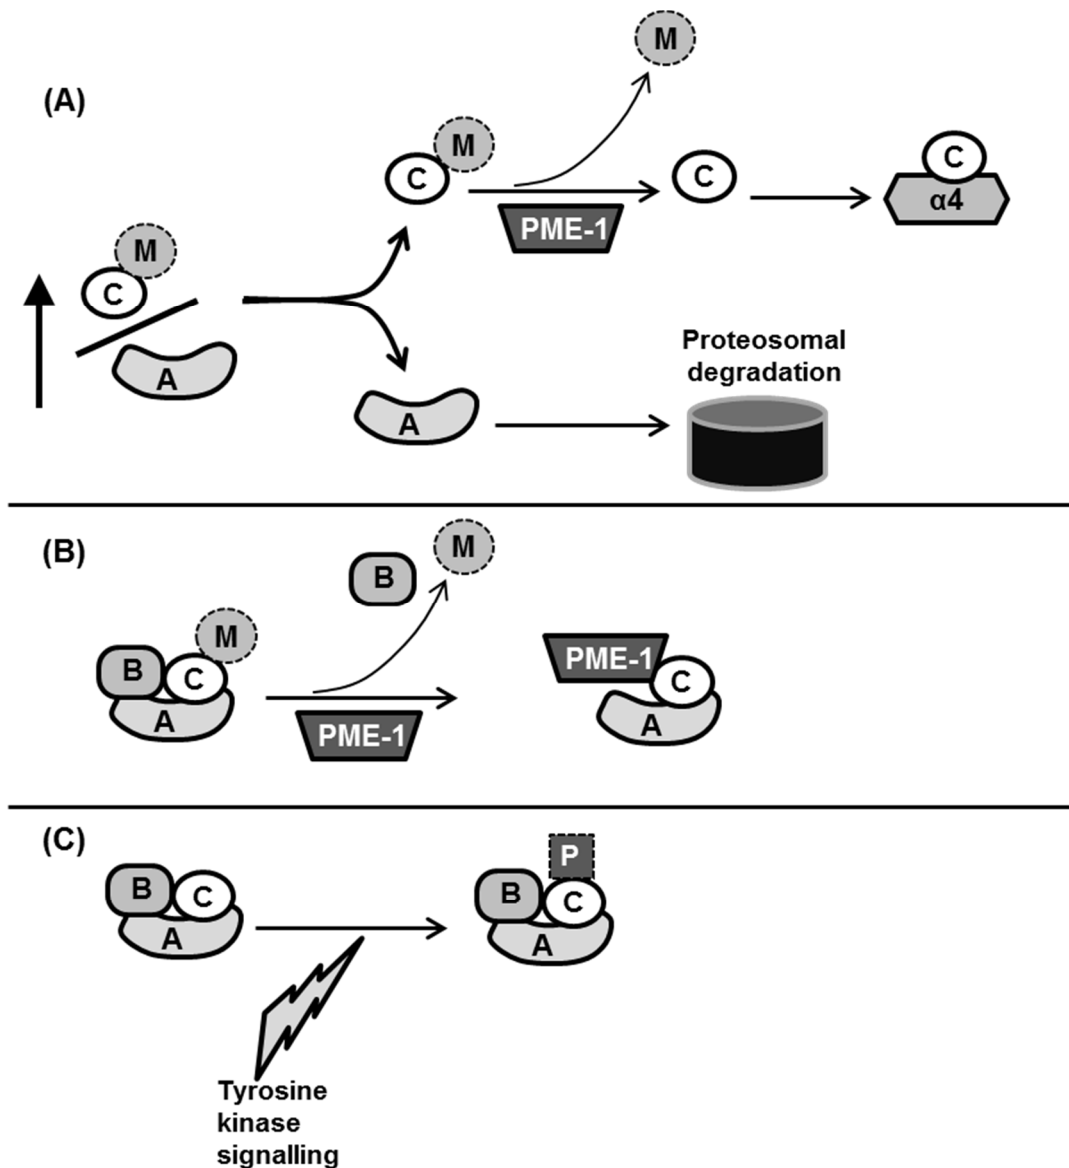 M
(A)
M
C
PME-1
C
C
α4
M
C
A
A
Proteosomal
degradation
(B)
B
M
M
B
C
A
PME-1
PME-1
C
A
(C)
B
C
A
P
B
C
A
Tyrosine
kinase
signalling